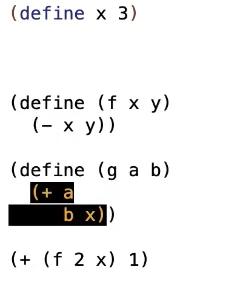 (define x 3)
(define (f x y)
  (- x y))
(define (g a b)
  (+ a
     b x))
(+ (f 2 x) 1)